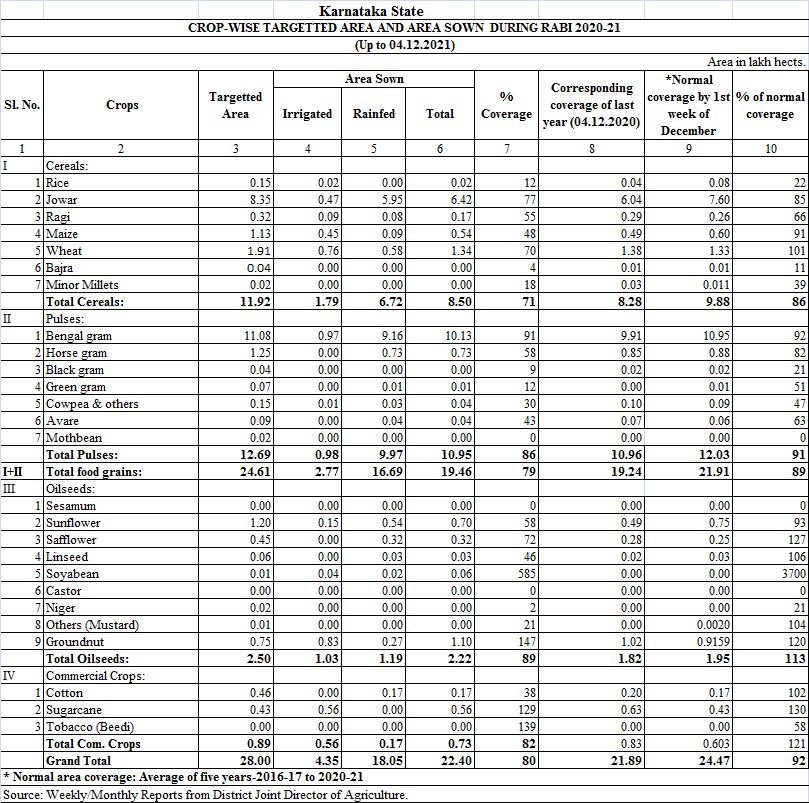 Karnataka State
CROP-WISE TARGETTED AREA AND AREA SOWN DURING RABI 2020-21
(Up to 04.12.2021)
Area in lakh hects.
Sl. No. Crops Targetted Area Area Sown % Coverage Corresponding coverage of last year (04.12.2020) *Normal coverage by 1st week of December % of normal coverage
Irrigated Rainfed Total
1 2 3 4 5 6 7 8 9 10
I Cereals:
1 Rice 0.15 0.02 0.00 0.02 12 0.04 0.08 22
2 Jowar 8.35 0.47 5.95 6.42 77 6.04 7.60 85
3 Ragi 0.32 0.09 0.08 0.17 55 0.29 0.26 66
4 Maize 1.13 0.45 0.09 0.54 48 0.49 0.60 91
5 Wheat 1.91 0.76 0.58 1.34 70 1.38 1.33 101
6 Bajra 0.04 0.00 0.00 0.00 4 0.01 0.01 11
7 Minor Millets 0.02 0.00 0.00 0.00 18 0.03 0.011 39
Total Cereals: 11.92 1.79 6.72 8.50 71 8.28 9.88 86
II Pulses:
1 Bengal gram 11.08 0.97 9.16 10.13 91 9.91 10.95 92
2 Horse gram 1.25 0.00 0.73 0.73 58 0.85 0.88 82
3 Black gram 0.04 0.00 0.00 0.00 9 0.02 0.02 21
4 Green gram 0.07 0.00 0.01 0.01 12 0.00 0.01 51
5 Cowpea & others 0.15 0.01 0.03 0.04 30 0.10 0.09 47
6 Avare 0.09 0.00 0.04 0.04 43 0.07 0.06 63
7 Mothbean 0.02 0.00 0.00 0.00 0 0.00 0.00 0
Total Pulses: 12.69 0.98 9.97 10.95 86 10.96 12.03 91
I+II Total food grains: 24.61 2.77 16.69 19.46 79 19.24 21.91 89
III Oilseeds:
1 Sesamum 0.00 0.00 0.00 0.00 0 0.00 0.00 0
2 Sunflower 1.20 0.15 0.54 0.70 58 0.49 0.75 93
3 Safflower 0.45 0.00 0.32 0.32 72 0.28 0.25 127
4 Linseed 0.06 0.00 0.03 0.03 46 0.02 0.03 106
5 Soyabean 0.01 0.04 0.02 0.06 585 0.00 0.00 3700
6 Castor 0.00 0.00 0.00 0.00 0 0.00 0.00 0
7 Niger 0.02 0.00 0.00 0.00 2 0.00 0.00 21
8 Others (Mustard) 0.01 0.00 0.00 0.00 21 0.00 0.0020 104
9 Groundnut 0.75 0.83 0.27 1.10 147 1.02 0.9159 120
Total Oilseeds: 2.50 1.03 1.19 2.22 89 1.82 1.95 113
IV Commercial Crops:
1 Cotton 0.46 0.00 0.17 0.17 38 0.20 0.17 102
2 Sugarcane 0.43 0.56 0.00 0.56 129 0.63 0.43 130
3 Tobacco (Beedi) 0.00 0.00 0.00 0.00 139 0.00 0.00 58
Total Com. Crops 0.89 0.56 0.17 0.73 82 0.83 0.603 121
Grand Total 28.00 4.35 18.05 22.40 80 21.89 24.47 92
* Normal area coverage: Average of five years-2016-17 to 2020-21
Source: Weekly/Monthly Reports from District Joint Director of Agriculture.